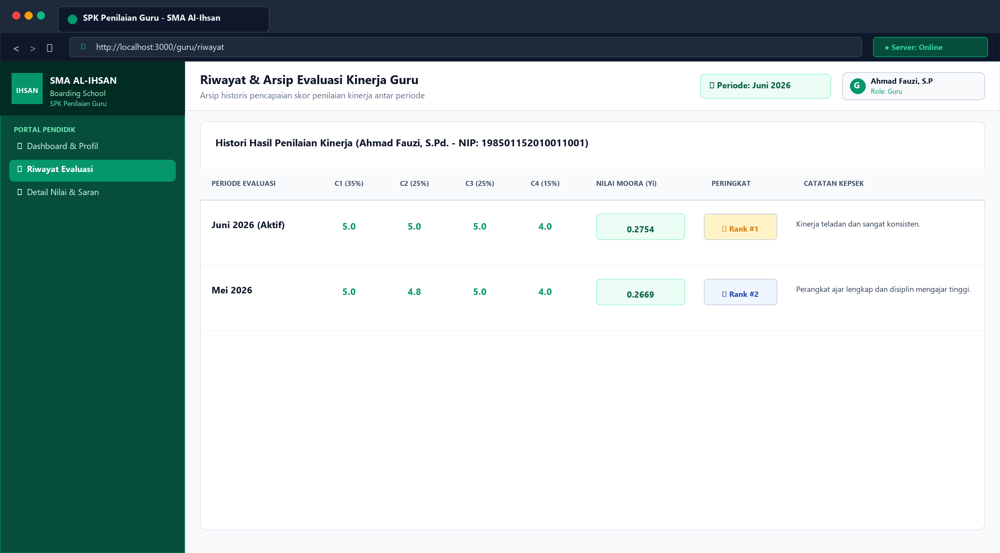 SPK Penilaian Guru - SMA Al-Ihsan
< >
http://localhost:3000/guru/riwayat
● Server: Online
IHSAN
SMA AL-IHSAN
Boarding School
SPK Penilaian Guru
PORTAL PENDIDIK
Dashboard & Profil
Riwayat Evaluasi
Detail Nilai & Saran
Riwayat & Arsip Evaluasi Kinerja Guru
Arsip historis pencapaian skor penilaian kinerja antar periode
Periode: Juni 2026
G
Ahmad Fauzi, S.P
Role: Guru
Histori Hasil Penilaian Kinerja (Ahmad Fauzi, S.Pd. - NIP: 198501152010011001)
PERIODE EVALUASI C1 (35%) C2 (25%) C3 (25%) C4 (15%) NILAI MOORA (Yi) PERINGKAT CATATAN KEPSEK
Juni 2026 (Aktif) 5.0 5.0 5.0 4.0 0.2754 Rank #1 Kinerja teladan dan sangat konsisten.
Mei 2026 5.0 4.8 5.0 4.0 0.2669 Rank #2 Perangkat ajar lengkap dan disiplin mengajar tinggi.